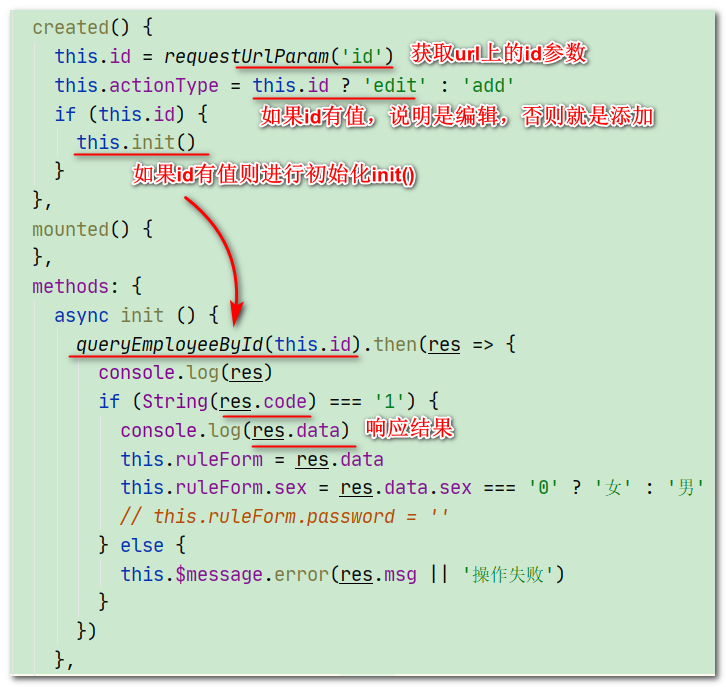 created() {
this.id = requestUrlParam('id') 获取url上的id参数
this.actionType = this.id ? 'edit' : 'add'
if (this.id) { 如果id有值，说明是编辑，否则就是添加
this.init()
} 如果id有值则进行初始化init()
},
mounted() {
},
methods: {
async init () {
queryEmployeeById(this.id).then(res => {
console.log(res)
if (String(res.code) === '1') {
console.log(res.data) 响应结果
this.ruleForm = res.data
this.ruleForm.sex = res.data.sex === '0' ? '女' : '男'
// this.ruleForm.password = ''
} else {
this.$message.error(res.msg || '操作失败')
}
})
},